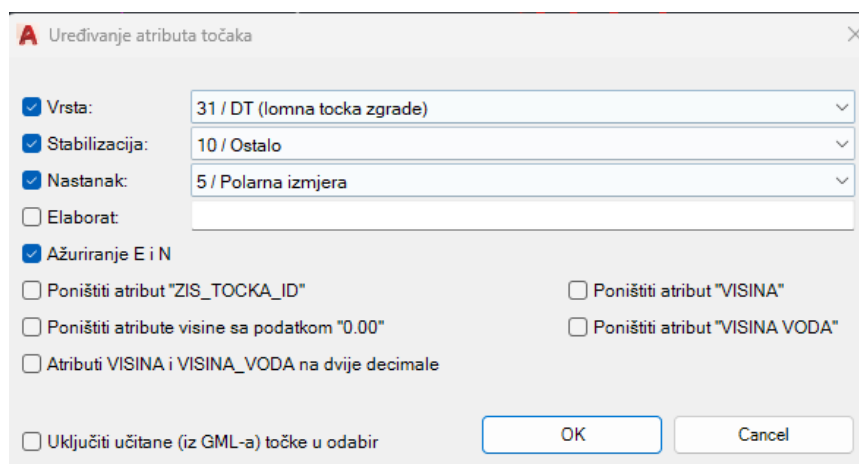 Uređivanje atributa točaka
Vrsta: 31 / DT (lomna tocka zgrade)
Stabilizacija: 10 / Ostalo
Nastanak: 5 / Polarna izmjera
Elaborat:
Ažuriranje E i N
Poništiti atribut "ZIS_TOCKA_ID" Poništiti atribut "VISINA"
Poništiti atribute visine sa podatkom "0.00" Poništiti atribut "VISINA VODA"
Atributi VISINA i VISINA_VODA na dvije decimale
Uključiti učitane (iz GML-a) točke u odabir OK Cancel